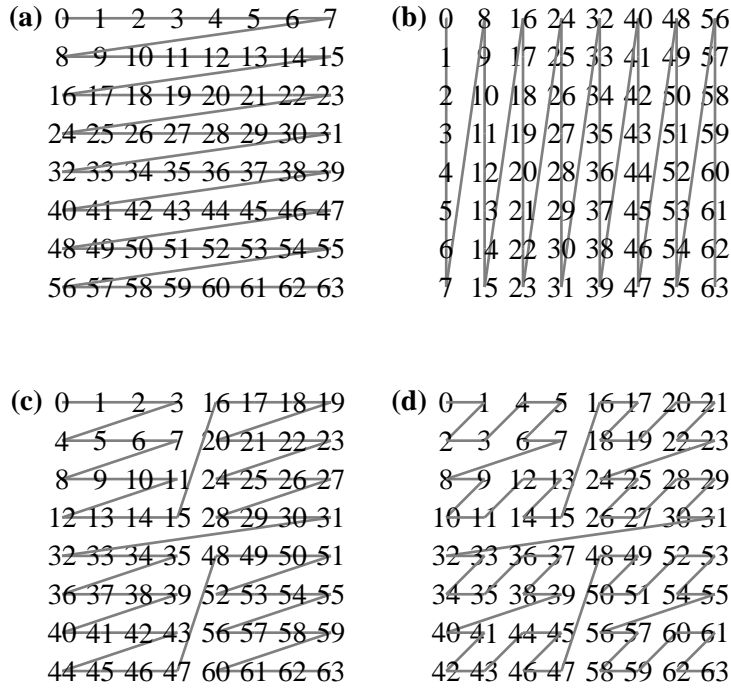 (a) 0 1 2 3 4 5 6 7
8 9 10 11 12 13 14 15
16 17 18 19 20 21 22 23
24 25 26 27 28 29 30 31
32 33 34 35 36 37 38 39
40 41 42 43 44 45 46 47
48 49 50 51 52 53 54 55
56 57 58 59 60 61 62 63
(b) 0 8 16 24 32 40 48 56
1 9 17 25 33 41 49 57
2 10 18 26 34 42 50 58
3 11 19 27 35 43 51 59
4 12 20 28 36 44 52 60
5 13 21 29 37 45 53 61
6 14 22 30 38 46 54 62
7 15 23 31 39 47 55 63
(c) 0 1 2 3 16 17 18 19
4 5 6 7 20 21 22 23
8 9 10 11 24 25 26 27
12 13 14 15 28 29 30 31
32 33 34 35 48 49 50 51
36 37 38 39 52 53 54 55
40 41 42 43 56 57 58 59
44 45 46 47 60 61 62 63
(d) 0 1 4 5 16 17 20 21
2 3 6 7 18 19 22 23
8 9 12 13 24 25 28 29
10 11 14 15 26 27 30 31
32 33 36 37 48 49 52 53
34 35 38 39 50 51 54 55
40 41 44 45 56 57 60 61
42 43 46 47 58 59 62 63